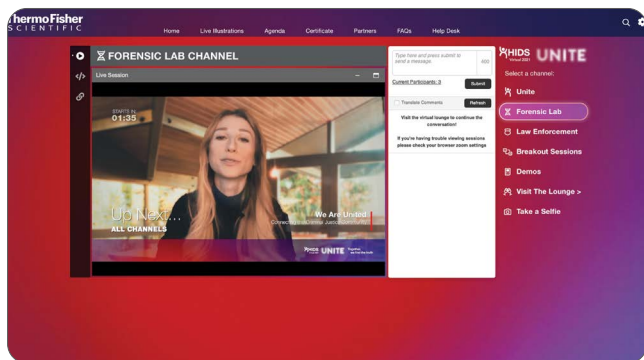 ThermoFisher
SCIENTIFIC
Home Live Illustrations Agenda Certificate Partners FAQs Help Desk
FORENSIC LAB CHANNEL
Live Session
STARTS IN
01:35
Up Next...
ALL CHANNELS
We Are United
HIDS UNITE
Type here and press submit to
send a message.
400
Current Participants: 3
Submit
Translate Comments
Refresh
Visit the virtual lounge to continue the
conversation!
If you're having trouble viewing sessions
please check your browser zoom settings
HIDS UNITE
Virtual 2021
Select a channel:
Unite
Forensic Lab
Law Enforcement
Breakout Sessions
Demos
Visit The Lounge >
Take a Selfie